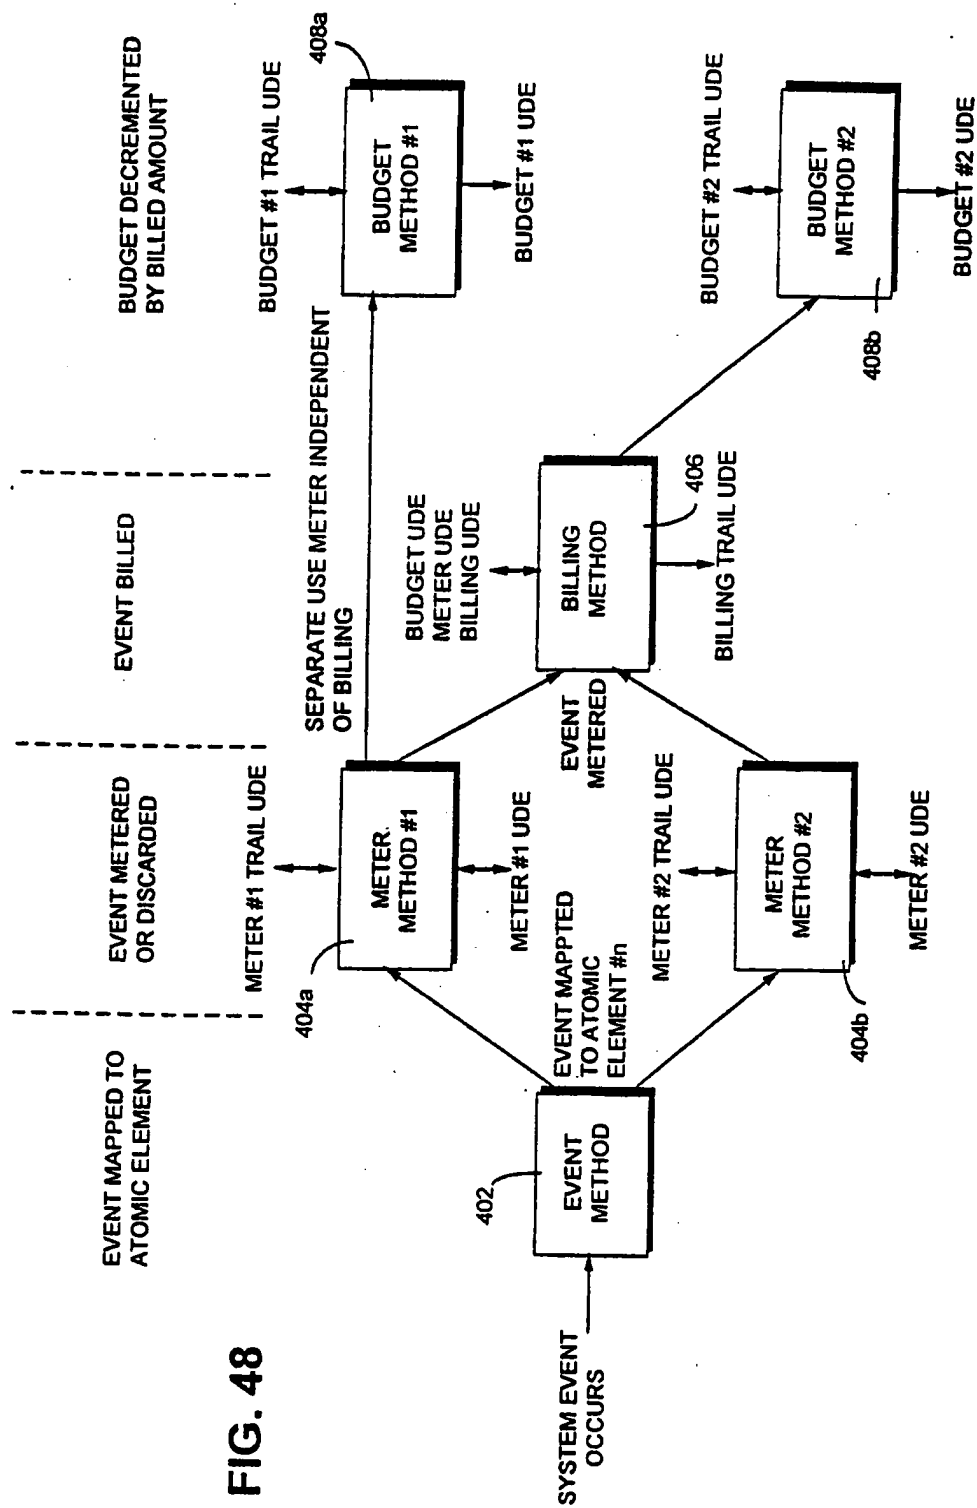 FIG. 48
EVENT MAPPED TO
ATOMIC ELEMENT
EVENT METERED
OR DISCARDED
EVENT BILLED
BUDGET DECREMENTED
BY BILLED AMOUNT
SYSTEM EVENT
OCCURS
402
EVENT
METHOD
EVENT MAPPTED
TO ATOMIC
ELEMENT #n
METER #1 TRAIL UDE
404a
METER.
METHOD #1
METER #1 UDE
METER #2 TRAIL UDE
METER
METHOD #2
404b
METER #2 UDE
SEPARATE USE METER INDEPENDENT
OF BILLING
EVENT
METERED
BUDGET UDE
METER UDE
BILLING UDE
BILLING
METHOD
406
BILLING TRAIL UDE
BUDGET #1 TRAIL UDE
408a
BUDGET
METHOD #1
BUDGET #1 UDE
BUDGET #2 TRAIL UDE
BUDGET
METHOD #2
408b
BUDGET #2 UDE